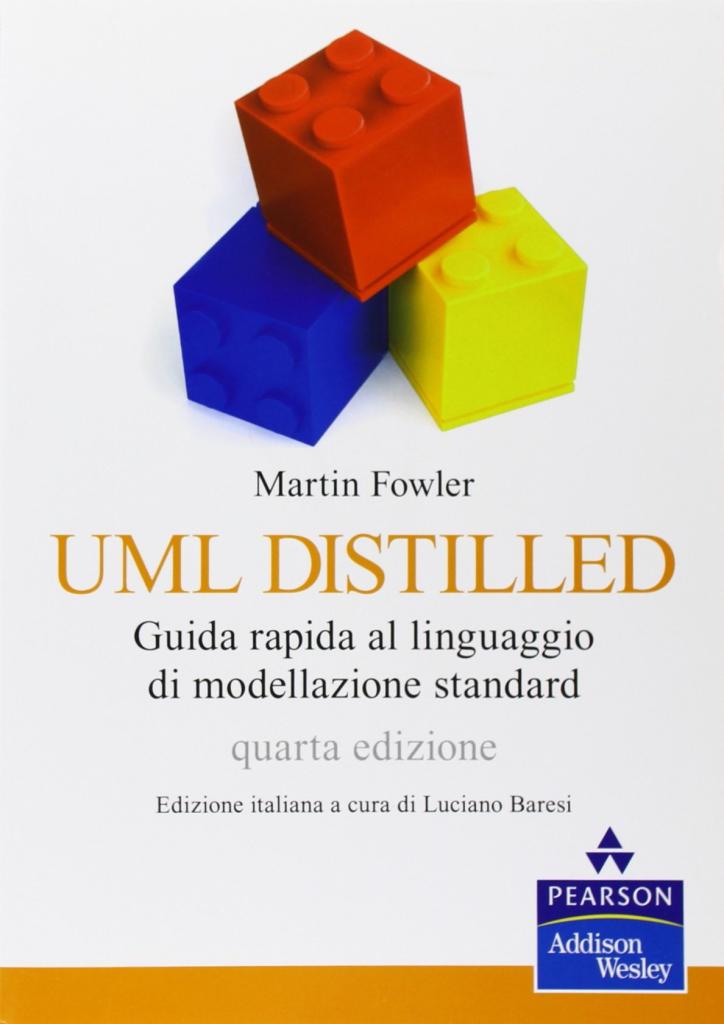 Martin Fowler
UML DISTILLED
Guida rapida al linguaggio
di modellazione standard
quarta edizione
Edizione italiana a cura di Luciano Baresi
PEARSON
Addison
Wesley